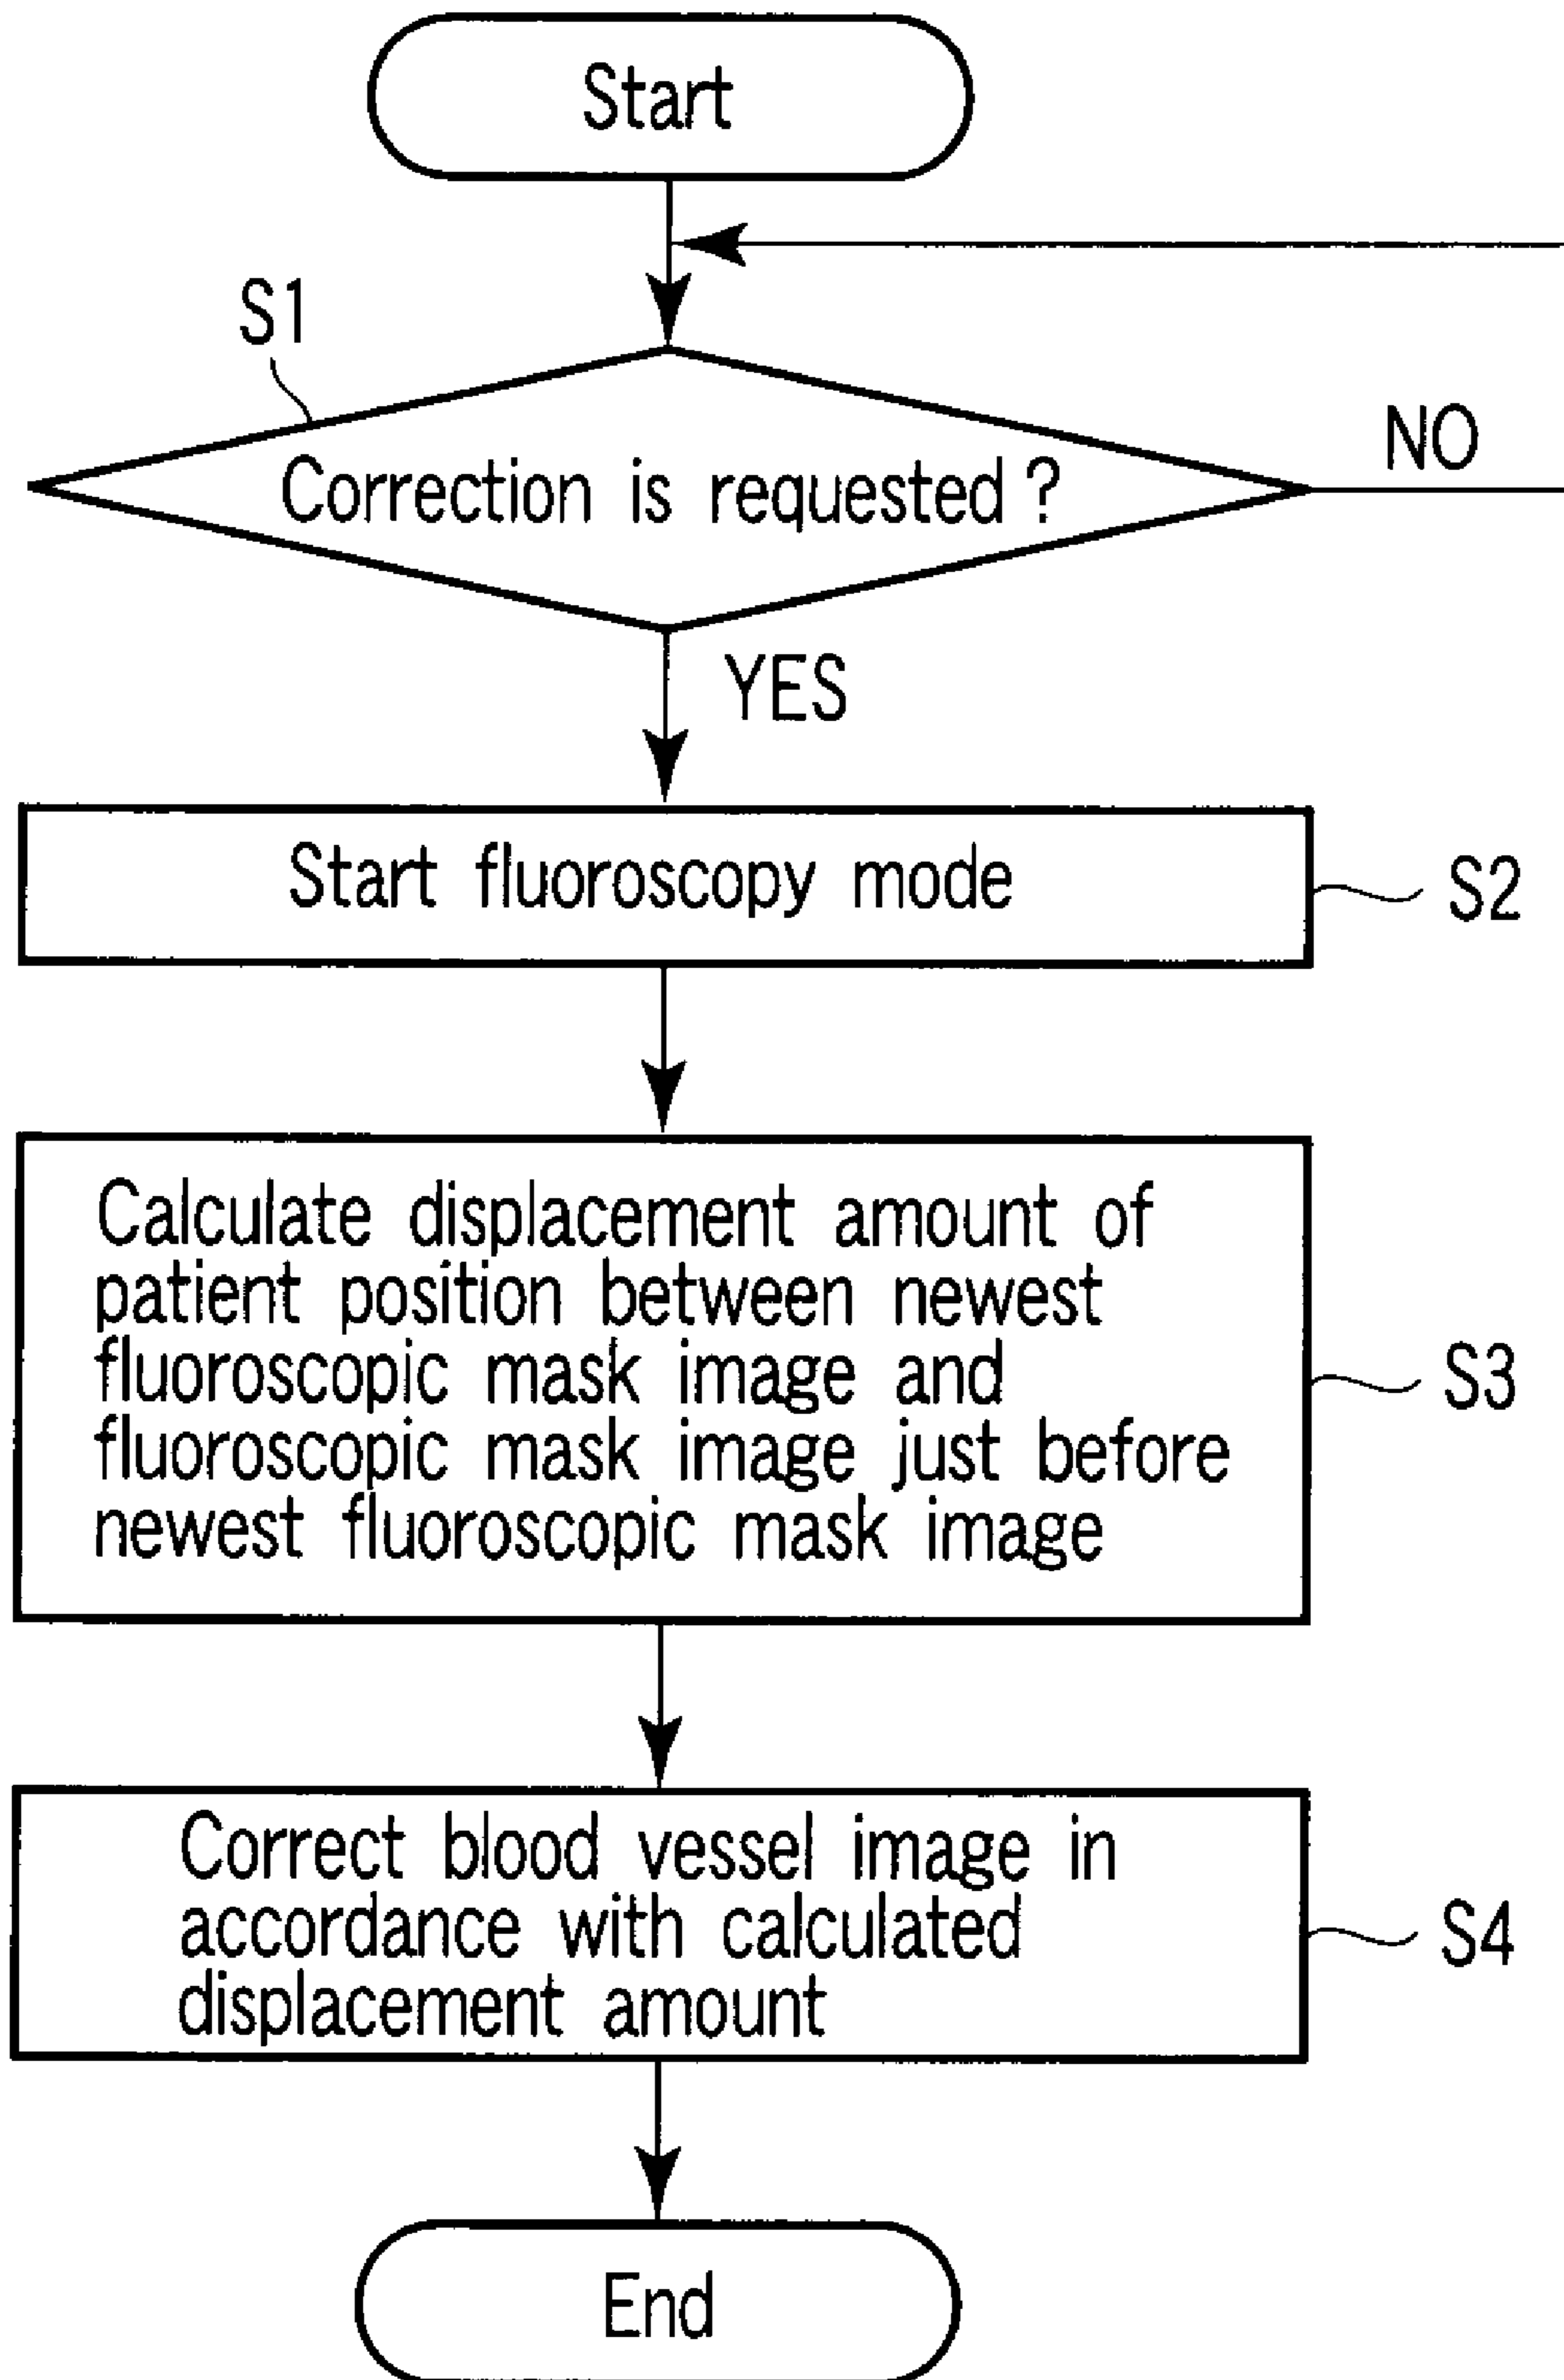 Start
S1
Correction is requested ?
NO
YES
Start fluoroscopy mode
S2
Calculate displacement amount of
patient position between newest
fluoroscopic mask image and
fluoroscopic mask image just before
newest fluoroscopic mask image
S3
Correct blood vessel image in
accordance with calculated
displacement amount
S4
End